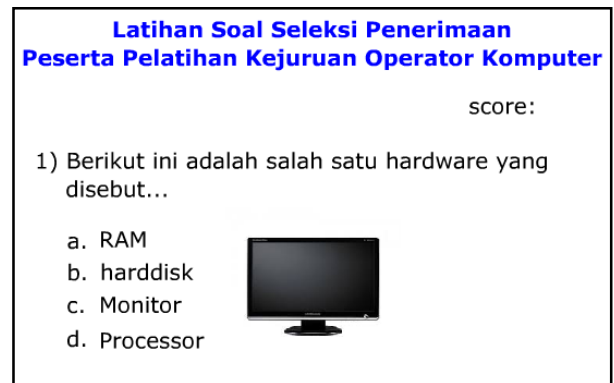 Latihan Soal Seleksi Penerimaan
Peserta Pelatihan Kejuruan Operator Komputer
score:
1) Berikut ini adalah salah satu hardware yang
disebut...
a. RAM
b. harddisk
c. Monitor
d. Processor